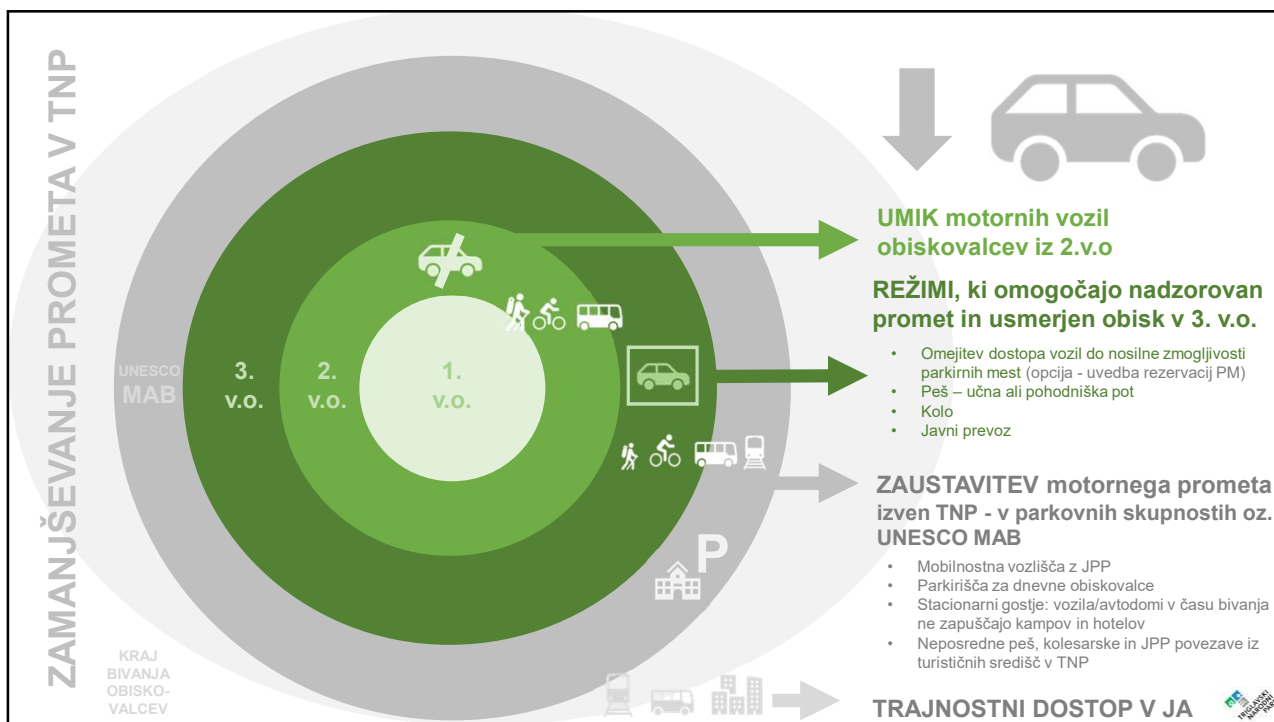 ZAMANJŠEVANJE PROMETA V TNP
UNESCO
MAB
3.
v.o.
2.
v.o.
1.
v.o.
P
KRAJ
BIVANJA
OBISKO-
VALCEV
UMIK motornih vozil
obiskovalcev iz 2.v.o
REŽIMI, ki omogočajo nadzorovan
promet in usmerjen obisk v 3. v.o.
• Omejitev dostopa vozil do nosilne zmogljivosti
parkirnih mest (opcija - uvedba rezervacij PM)
• Peš – učna ali pohodniška pot
• Kolo
• Javni prevoz
ZAUSTAVITEV motornega prometa
izven TNP - v parkovnih skupnostih oz.
UNESCO MAB
• Mobilnostna vozlišča z JPP
• Parkirišča za dnevne obiskovalce
• Stacionarni gostje: vozila/avtodomi v času bivanja
ne zapuščajo kampov in hotelov
• Neposredne peš, kolesarske in JPP povezave iz
turističnih središč v TNP
TRAJNOSTNI DOSTOP V JA
TRIGLAVSKI
NARODNI
PARK